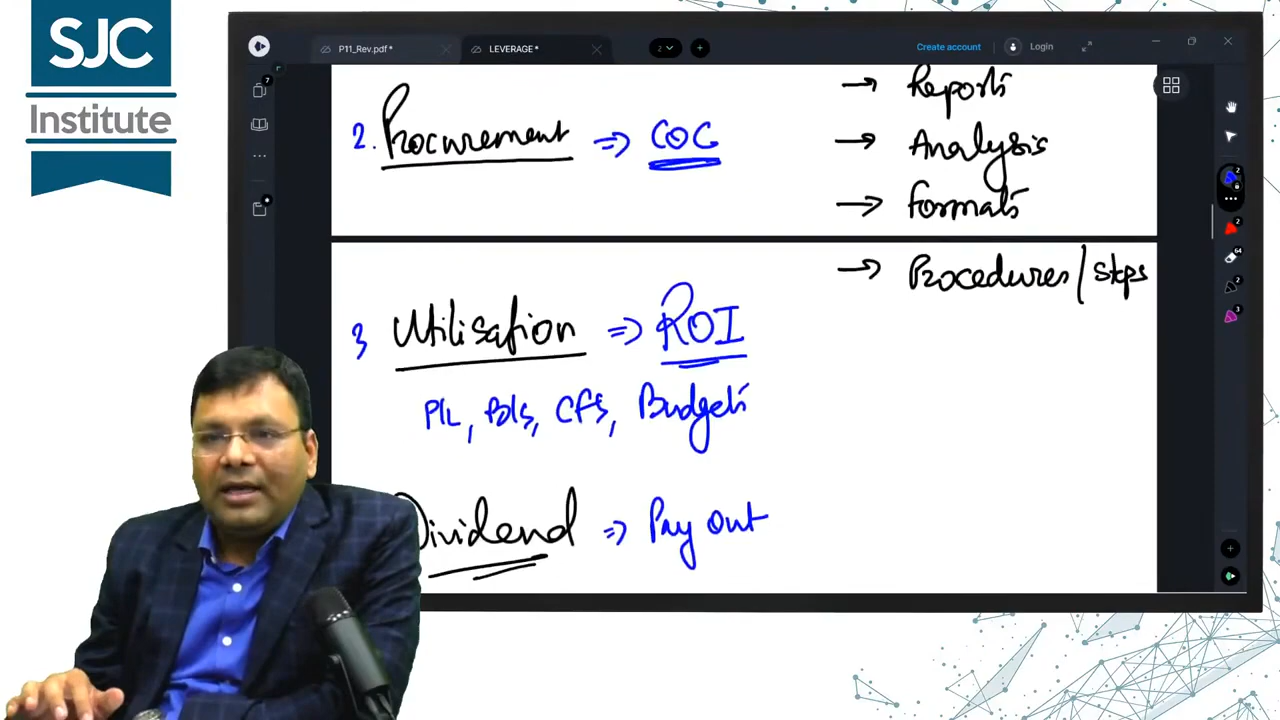 SJC
Institute
P11_Rev.pdf*
LEVERAGE*
2
Create account
Login
→ Reports
2. Procurement ⇒ COC
→ Analysis
→ Formats
→ Procedures/Steps
3 Utilisation ⇒ ROI
P/L, B/S, CFS, Budgets
Dividend ⇒ Pay out